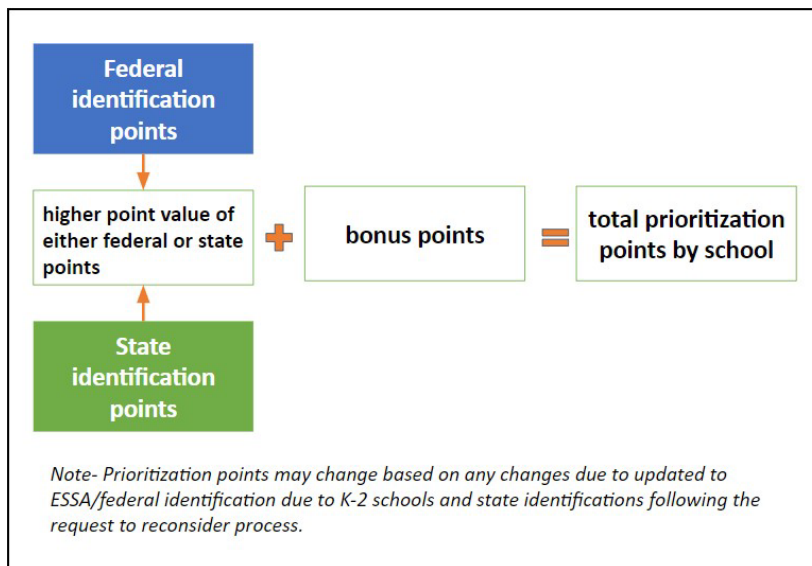 Federal
identification
points
higher point value of
either federal or state
points
bonus points
total prioritization
points by school
State
identification
points
Note- Prioritization points may change based on any changes due to updated to
ESSA/federal identification due to K-2 schools and state identifications following the
request to reconsider process.